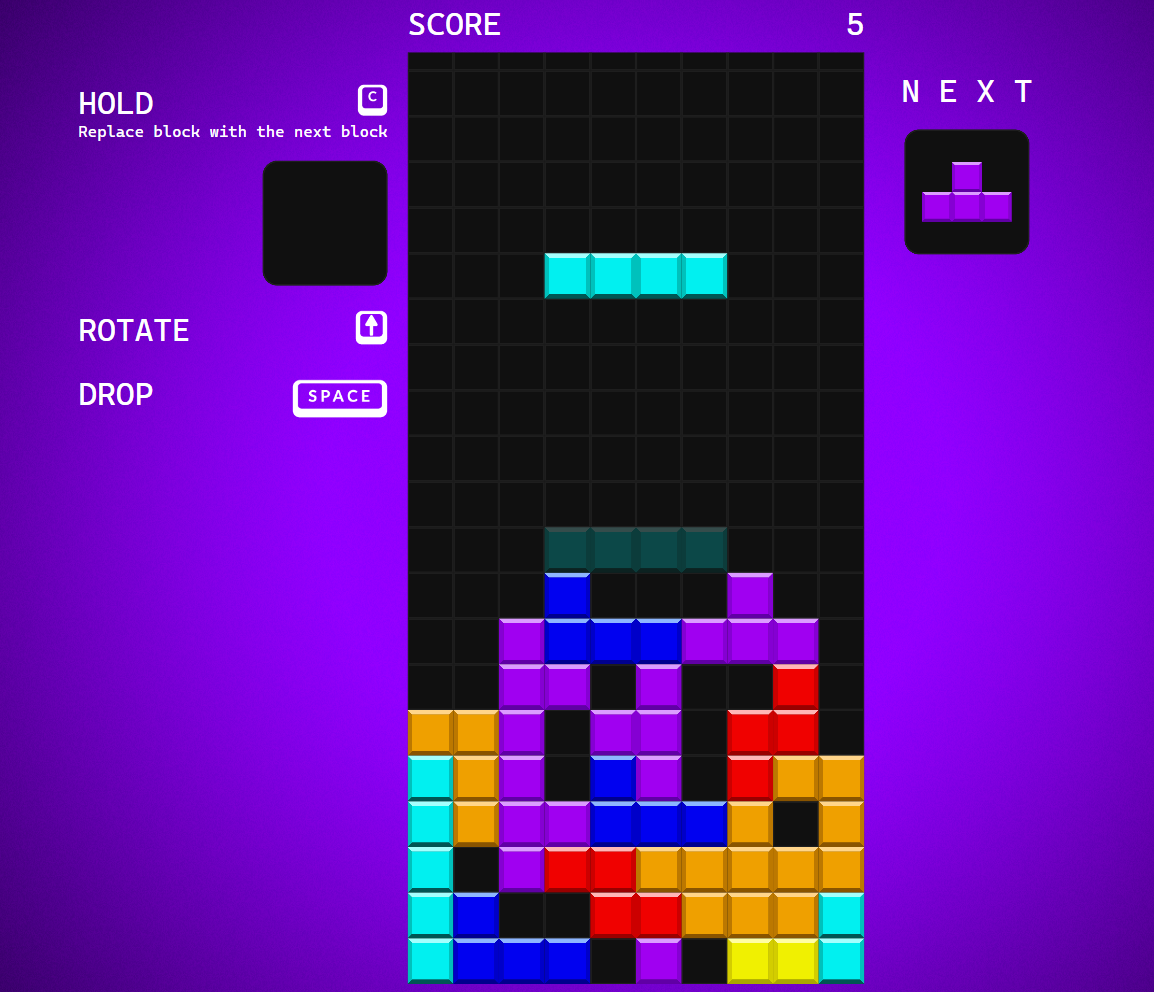 SCORE 5
HOLD C
Replace block with the next block
N E X T
ROTATE
DROP SPACE